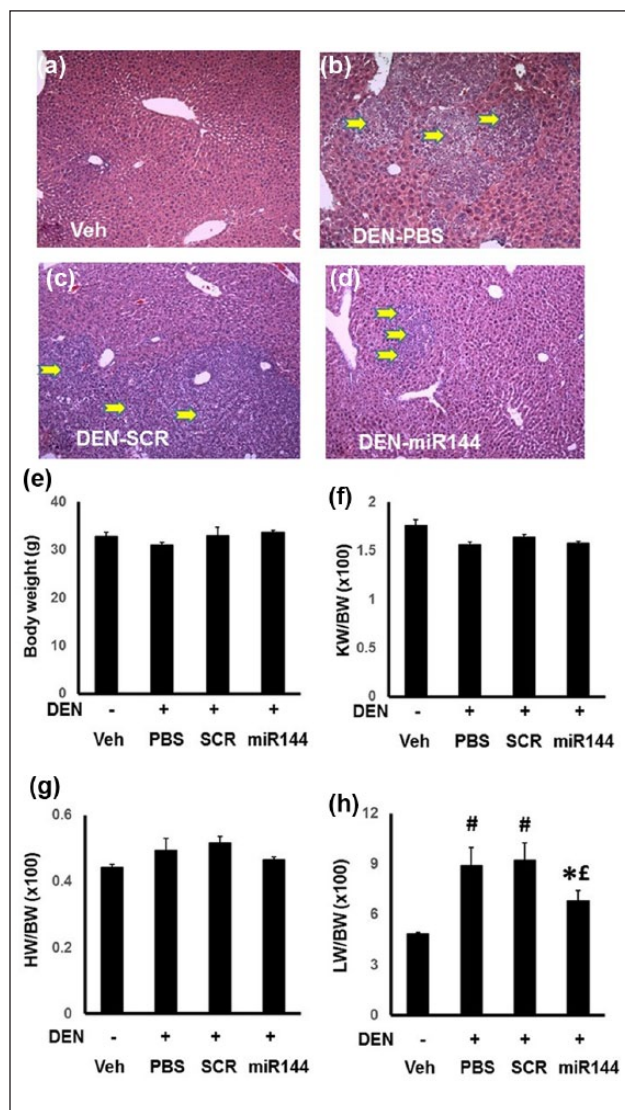 (a)
Veh
(b)
DEN-PBS
(c)
DEN-SCR
(d)
DEN-miR144
(e)
Body weight (g)
40
30
20
10
0
DEN - + + +
Veh PBS SCR miR144
(f)
KW/BW (x100)
2
1.5
1
0.5
0
DEN - + + +
Veh PBS SCR miR144
(g)
HW/BW (x100)
0.6
0.4
0.2
0
DEN - + + +
Veh PBS SCR miR144
(h)
LW/BW (x100)
12
9
6
3
0
# # *£
DEN - + + +
Veh PBS SCR miR144